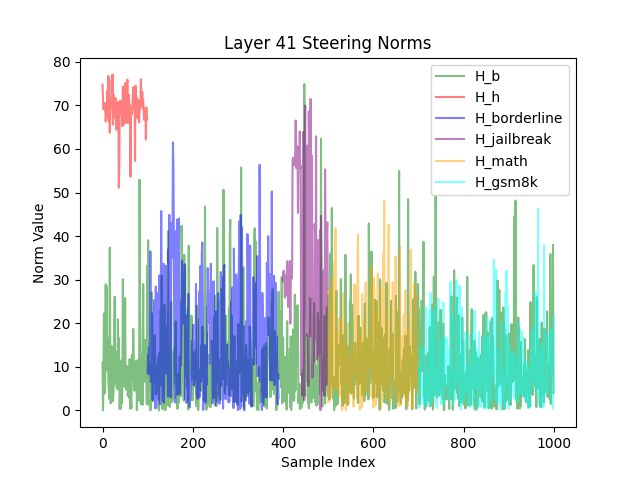 Layer 41 Steering Norms
Norm Value
80
70
60
50
40
30
20
10
0
H_b
H_h
H_borderline
H_jailbreak
H_math
H_gsm8k
0
200
400
600
800
1000
Sample Index